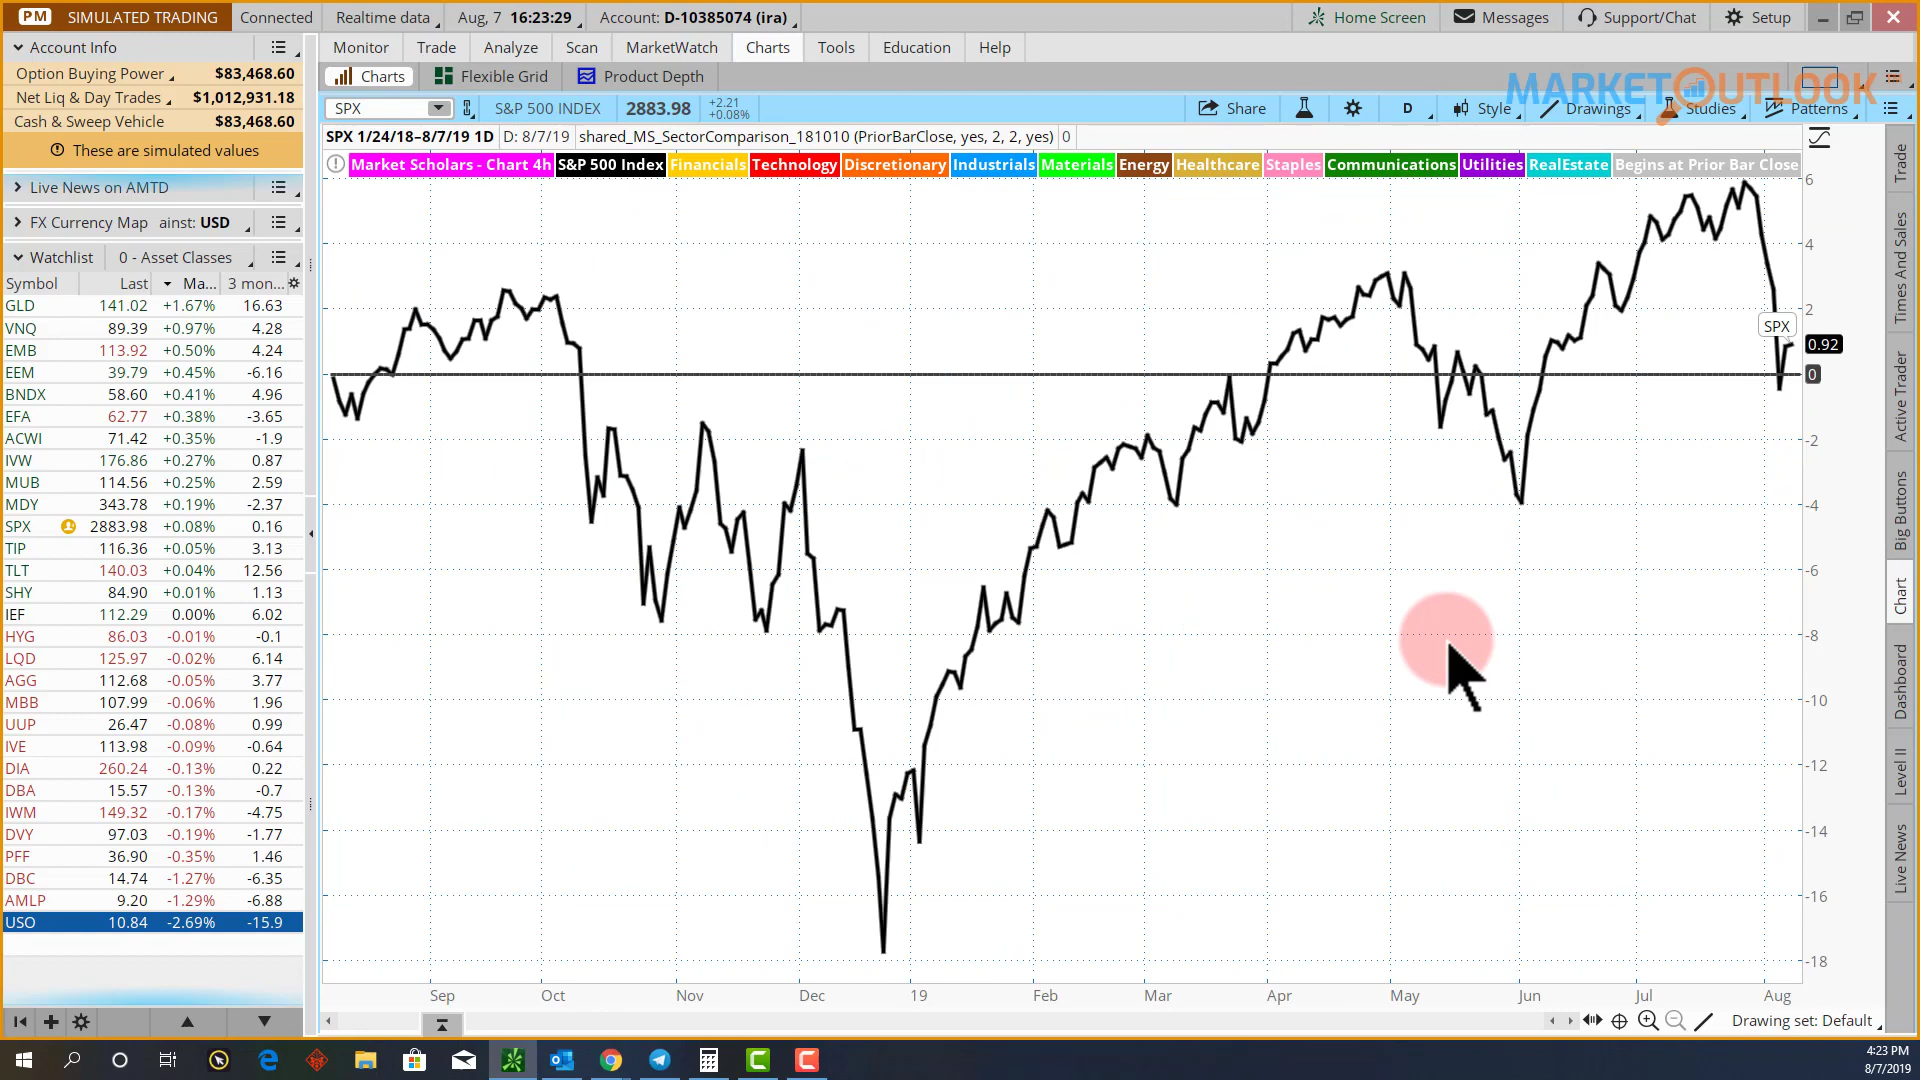 PM SIMULATED TRADING Connected Realtime data Aug, 7 16:23:29 Account: D-10385074 (ira) Home Screen Messages Support/Chat Setup
Account Info
Option Buying Power $83,468.60
Net Liq & Day Trades $1,012,931.18
Cash & Sweep Vehicle $83,468.60
These are simulated values
Live News on AMTD
FX Currency Map ainst: USD
Watchlist 0 - Asset Classes
Symbol Last Ma... 3 mon...
GLD 141.02 +1.67% 16.63
VNQ 89.39 +0.97% 4.28
EMB 113.92 +0.50% 4.24
EEM 39.79 +0.45% -6.16
BNDX 58.60 +0.41% 4.96
EFA 62.77 +0.38% -3.65
ACWI 71.42 +0.35% -1.9
IVW 176.86 +0.27% 0.87
MUB 114.56 +0.25% 2.59
MDY 343.78 +0.19% -2.37
SPX 2883.98 +0.08% 0.16
TIP 116.36 +0.05% 3.13
TLT 140.03 +0.04% 12.56
SHY 84.90 +0.01% 1.13
IEF 112.29 0.00% 6.02
HYG 86.03 -0.01% -0.1
LQD 125.97 -0.02% 6.14
AGG 112.68 -0.05% 3.77
MBB 107.99 -0.06% 1.96
UUP 26.47 -0.08% 0.99
IVE 113.98 -0.09% -0.64
DIA 260.24 -0.13% 0.22
DBA 15.57 -0.13% -0.7
IWM 149.32 -0.17% -4.75
DVY 97.03 -0.19% -1.77
PFF 36.90 -0.35% 1.46
DBC 14.74 -1.27% -6.35
AMLP 9.20 -1.29% -6.88
USO 10.84 -2.69% -15.9
Monitor Trade Analyze Scan MarketWatch Charts Tools Education Help
Charts Flexible Grid Product Depth
MARKETOUTLOOK
SPX S&P 500 INDEX 2883.98 +2.21 +0.08% Share D Style Drawings Studies Patterns
SPX 1/24/18–8/7/19 1D D: 8/7/19 shared_MS_SectorComparison_181010 (PriorBarClose, yes, 2, 2, yes) 0
Market Scholars - Chart 4h S&P 500 Index Financials Technology Discretionary Industrials Materials Energy Healthcare Staples Communications Utilities RealEstate Begins at Prior Bar Close
6
4
2
SPX
0.92
0
-2
-4
-6
-8
-10
-12
-14
-16
-18
Sep Oct Nov Dec 19 Feb Mar Apr May Jun Jul Aug
Drawing set: Default
Trade
Times And Sales
Active Trader
Big Buttons
Chart
Dashboard
Level II
Live News
4:23 PM
8/7/2019